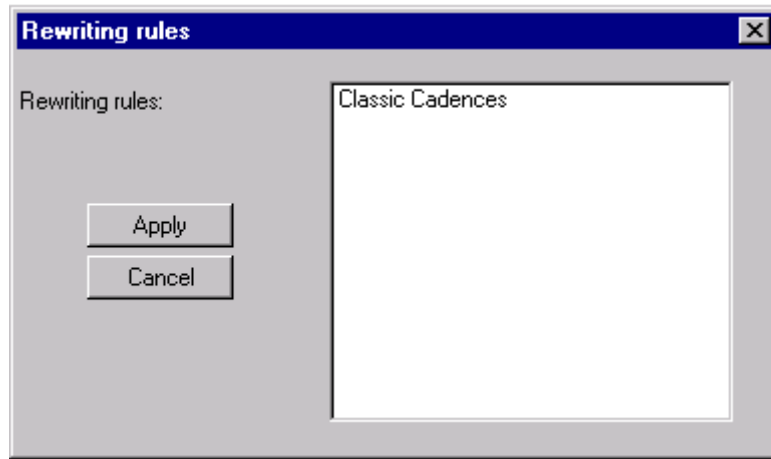 Rewriting rules
Rewriting rules:
Classic Cadences
Apply
Cancel